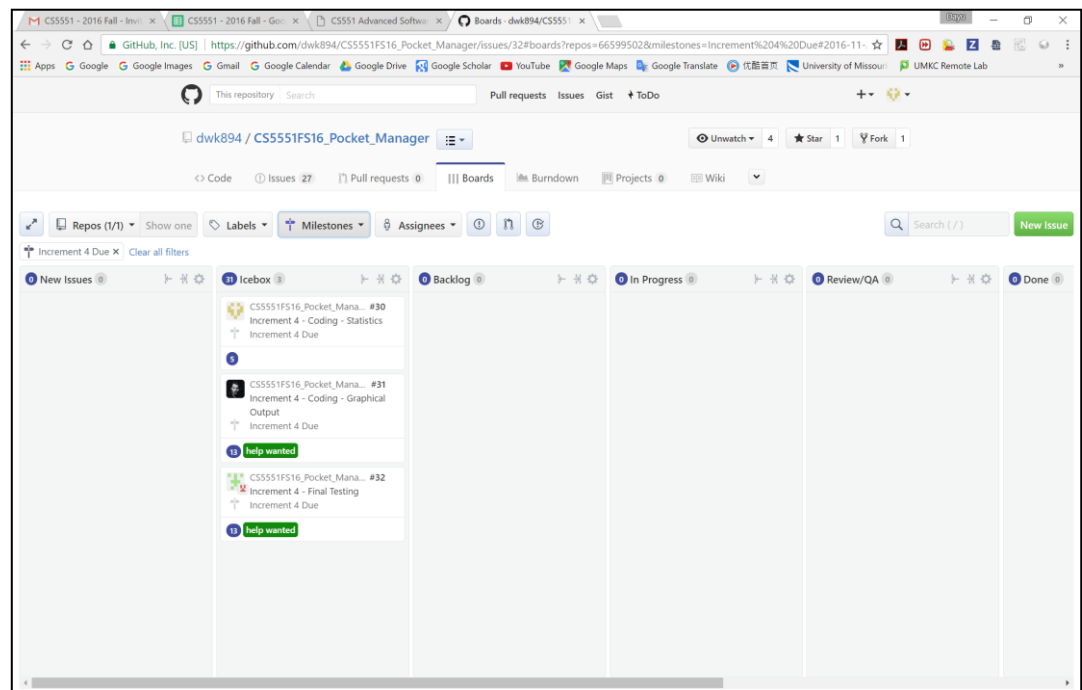 CS5551 - 2016 Fall - Invi
CS5551 - 2016 Fall - Goo
CS551 Advanced Softwar
Boards · dwk894/CS5551
Dayu
GitHub, Inc. [US] https://github.com/dwk894/CS5551FS16_Pocket_Manager/issues/32#boards?repos=66599502&milestones=Increment%204%20Due#2016-11-
Apps Google Google Images Gmail Google Calendar Google Drive Google Scholar YouTube Google Maps Google Translate 优酷首页 University of Missouri UMKC Remote Lab »
This repository Search Pull requests Issues Gist ToDo
dwk894 / CS5551FS16_Pocket_Manager
Unwatch 4 Star 1 Fork 1
Code Issues 27 Pull requests 0 Boards Burndown Projects 0 Wiki
Repos (1/1) Show one Labels Milestones Assignees Search ( / ) New Issue
Increment 4 Due × Clear all filters
0 New Issues 0
31 Icebox 3
0 Backlog 0
0 In Progress 0
0 Review/QA 0
0 Done 0
CS5551FS16_Pocket_Mana... #30
Increment 4 - Coding - Statistics
Increment 4 Due
5
CS5551FS16_Pocket_Mana... #31
Increment 4 - Coding - Graphical
Output
Increment 4 Due
13 help wanted
CS5551FS16_Pocket_Mana... #32
Increment 4 - Final Testing
Increment 4 Due
13 help wanted